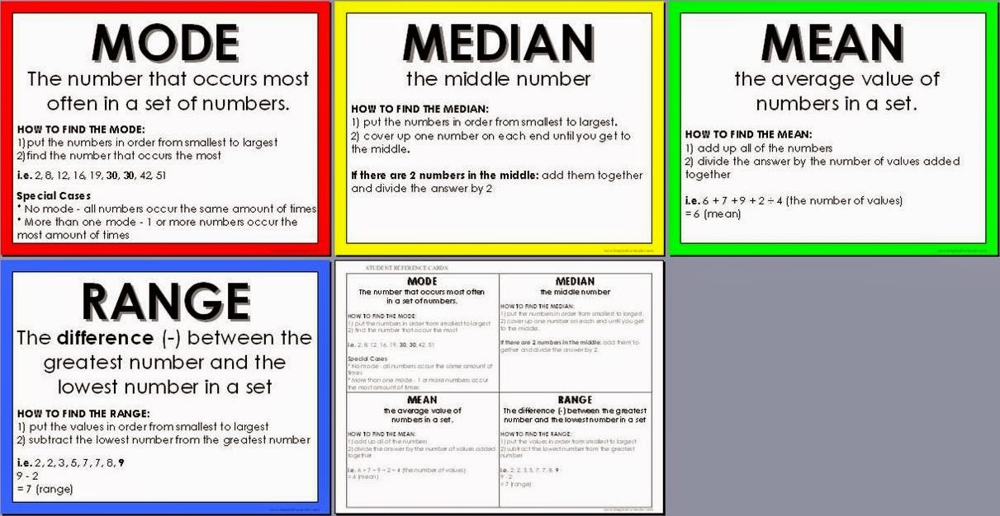 MODE
The number that occurs most
often in a set of numbers.
HOW TO FIND THE MODE:
1)put the numbers in order from smallest to largest
2)find the number that occurs the most
i.e. 2, 8, 12, 16, 19, 30, 30, 42, 51
Special Cases
* No mode - all numbers occur the same amount of times
* More than one mode - 1 or more numbers occur the
most amount of times
MEDIAN
the middle number
HOW TO FIND THE MEDIAN:
1) put the numbers in order from smallest to largest.
2) cover up one number on each end until you get to
the middle.
If there are 2 numbers in the middle: add them together
and divide the answer by 2
MEAN
the average value of
numbers in a set.
HOW TO FIND THE MEAN:
1) add up all of the numbers
2) divide the answer by the number of values added
together
i.e. 6 + 7 + 9 + 2 ÷ 4 (the number of values)
= 6 (mean)
RANGE
The difference (-) between the
greatest number and the
lowest number in a set
HOW TO FIND THE RANGE:
1) put the values in order from smallest to largest
2) subtract the lowest number from the greatest number
i.e. 2, 2, 3, 5, 7, 7, 8, 9
9 - 2
= 7 (range)
STUDENT REFERENCE CARDS
MODE
The number that occurs most often
in a set of numbers.
HOW TO FIND THE MODE:
1) put the numbers in order from smallest to largest
2) find the number that occurs the most
i.e. 2, 8, 12, 16, 19, 30, 30, 42, 51
Special Cases
* No mode - all numbers occur the same amount of
times
* More than one mode - 1 or more numbers occur
the most amount of times
MEDIAN
the middle number
HOW TO FIND THE MEDIAN:
1) put the numbers in order from smallest to largest.
2) cover up one number on each end until you get
to the middle.
If there are 2 numbers in the middle: add them to
gether and divide the answer by 2
MEAN
the average value of
numbers in a set.
HOW TO FIND THE MEAN:
1) add up all of the numbers
2) divide the answer by the number of values added
together
i.e. 6 + 7 + 9 + 2 ÷ 4 (the number of values)
= 6 (mean)
RANGE
The difference (-) between the greatest
number and the lowest number in a set
HOW TO FIND THE RANGE:
1) put the values in order from smallest to largest
2) subtract the lowest number from the greatest
number
i.e. 2, 2, 3, 5, 7, 7, 8, 9
9 - 2
= 7 (range)